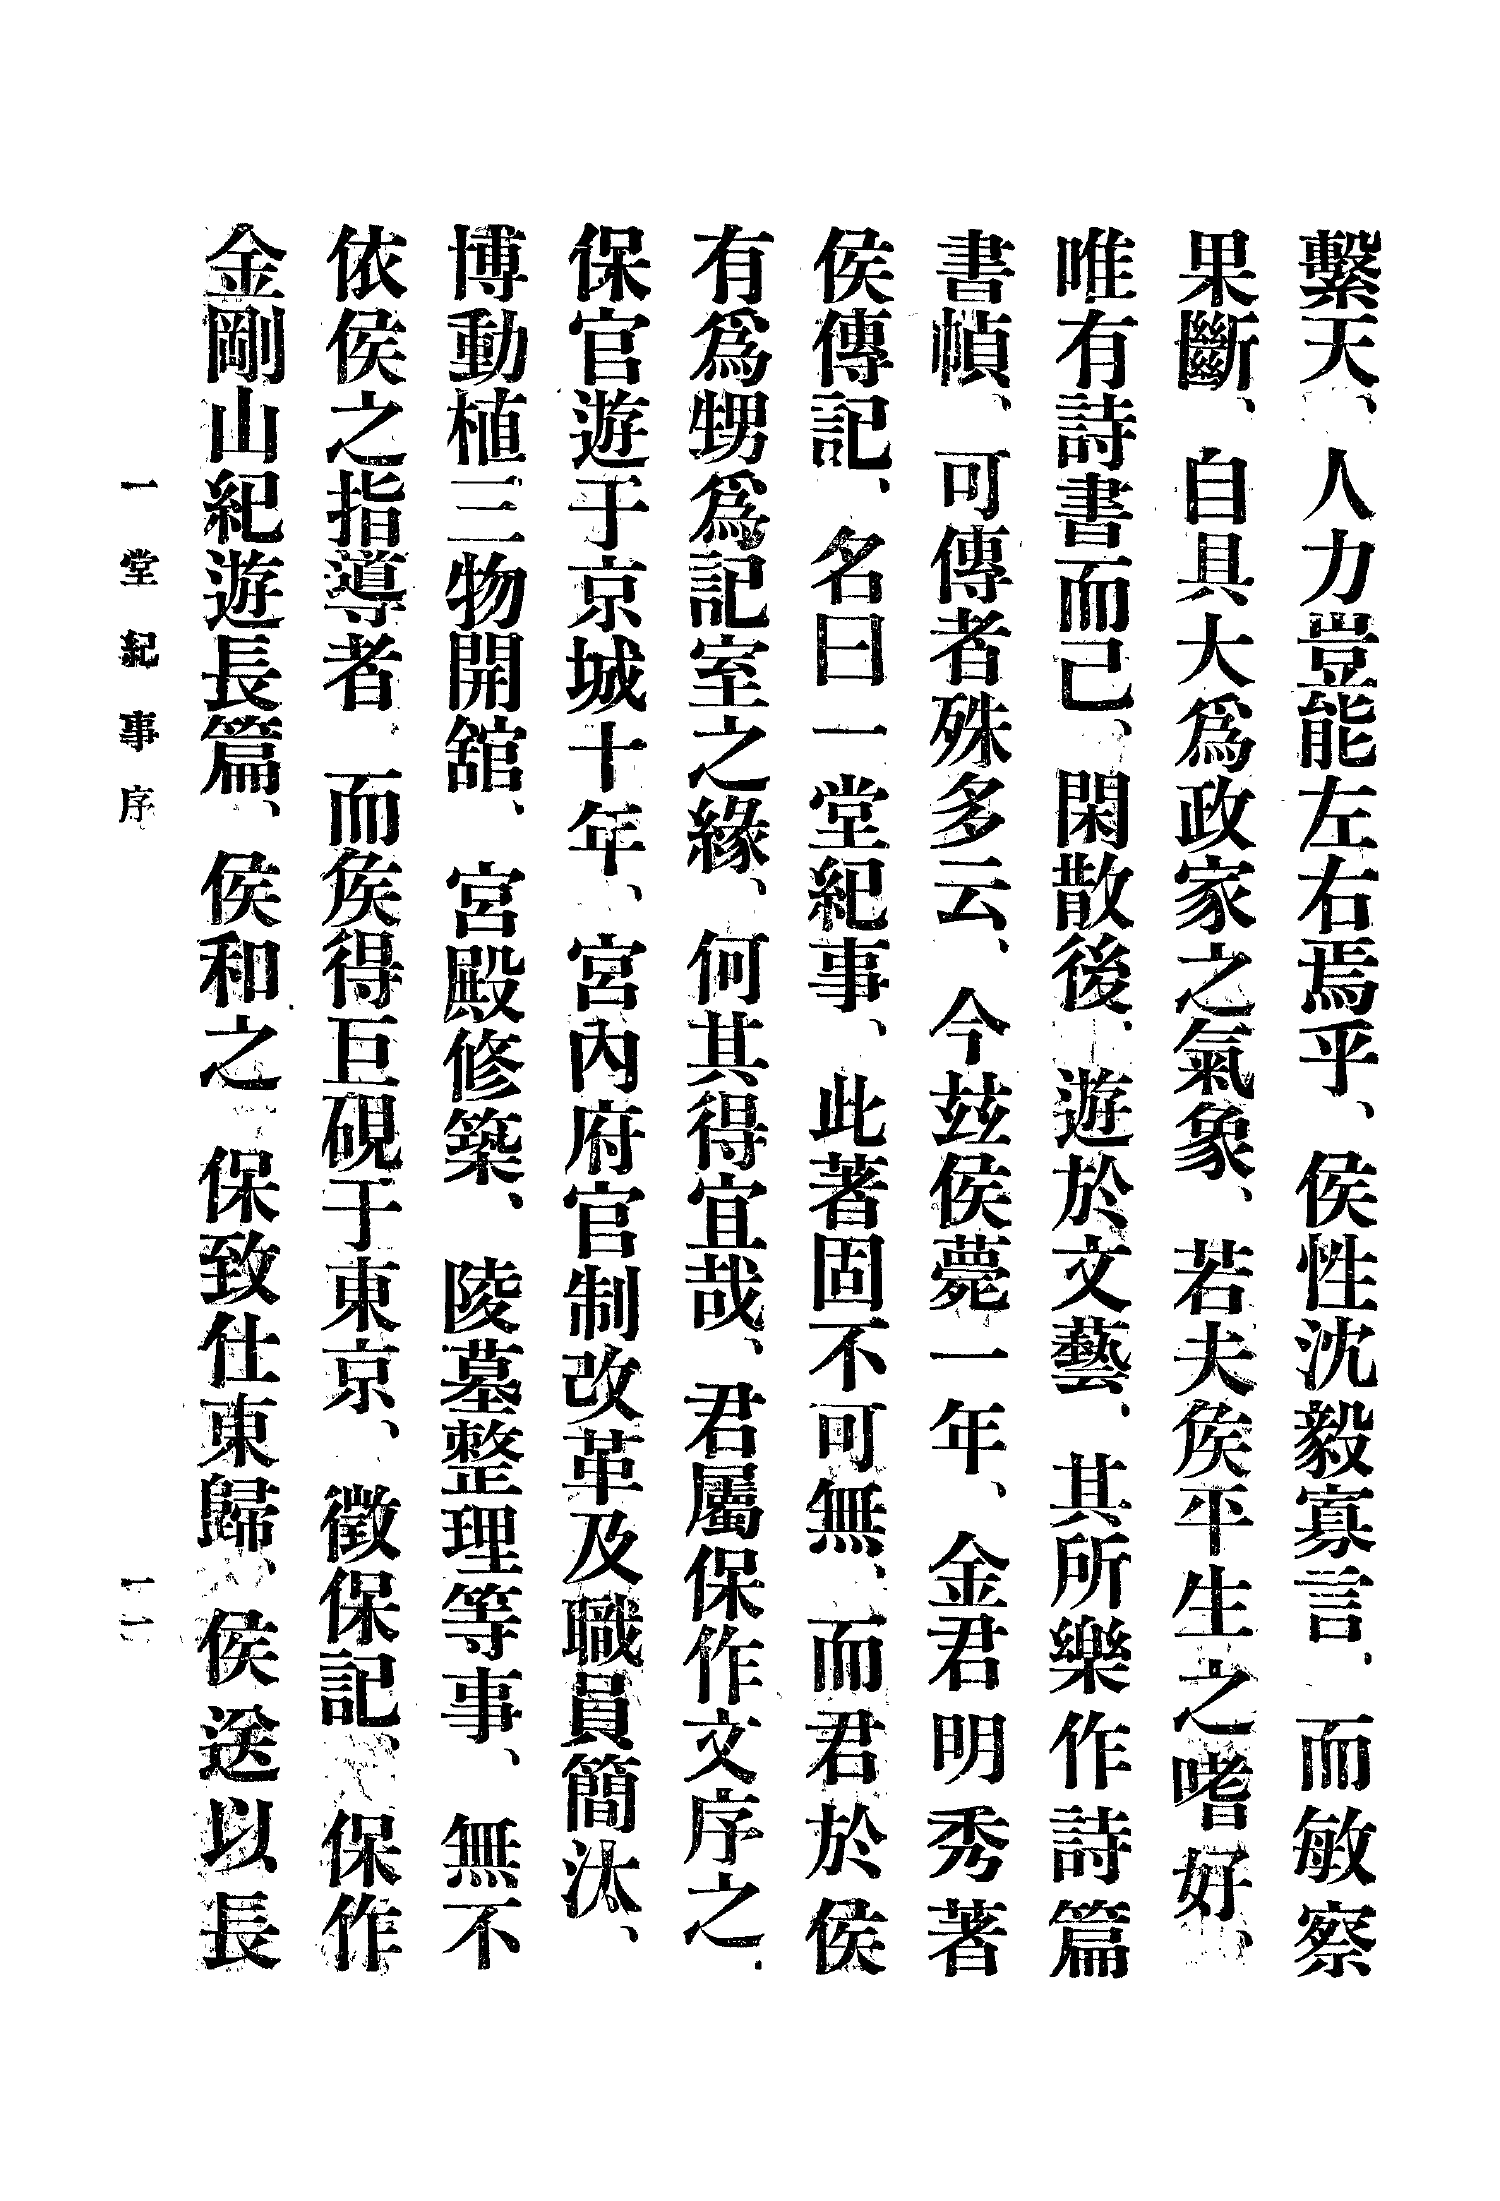 繫天、人力豈能左右焉乎、侯性沈毅寡言、而敏察
果斷、自具大爲政家之氣象、若夫矦平生之嗜好、
唯有詩書而己、閑散後、遊於文藝、其所樂作詩篇
書幀、可傳者殊多云、今玆侯薨一年、金君明秀著
侯傳記、名曰一堂紀事、此著固不可無、而君於侯
有爲甥爲記室之緣、何其得宜哉、君屬保作文序之、
保官遊于京城十年、宮內府官制改革及職員簡汰、
博動植三物開舘、宮殿修築、陵墓整理等事、無不
依侯之指導者、而矦得巨硯于東京、徵保記、保作
金剛山紀遊長篇、侯和之、保致仕東歸、侯送以長
一堂紀事序
一一